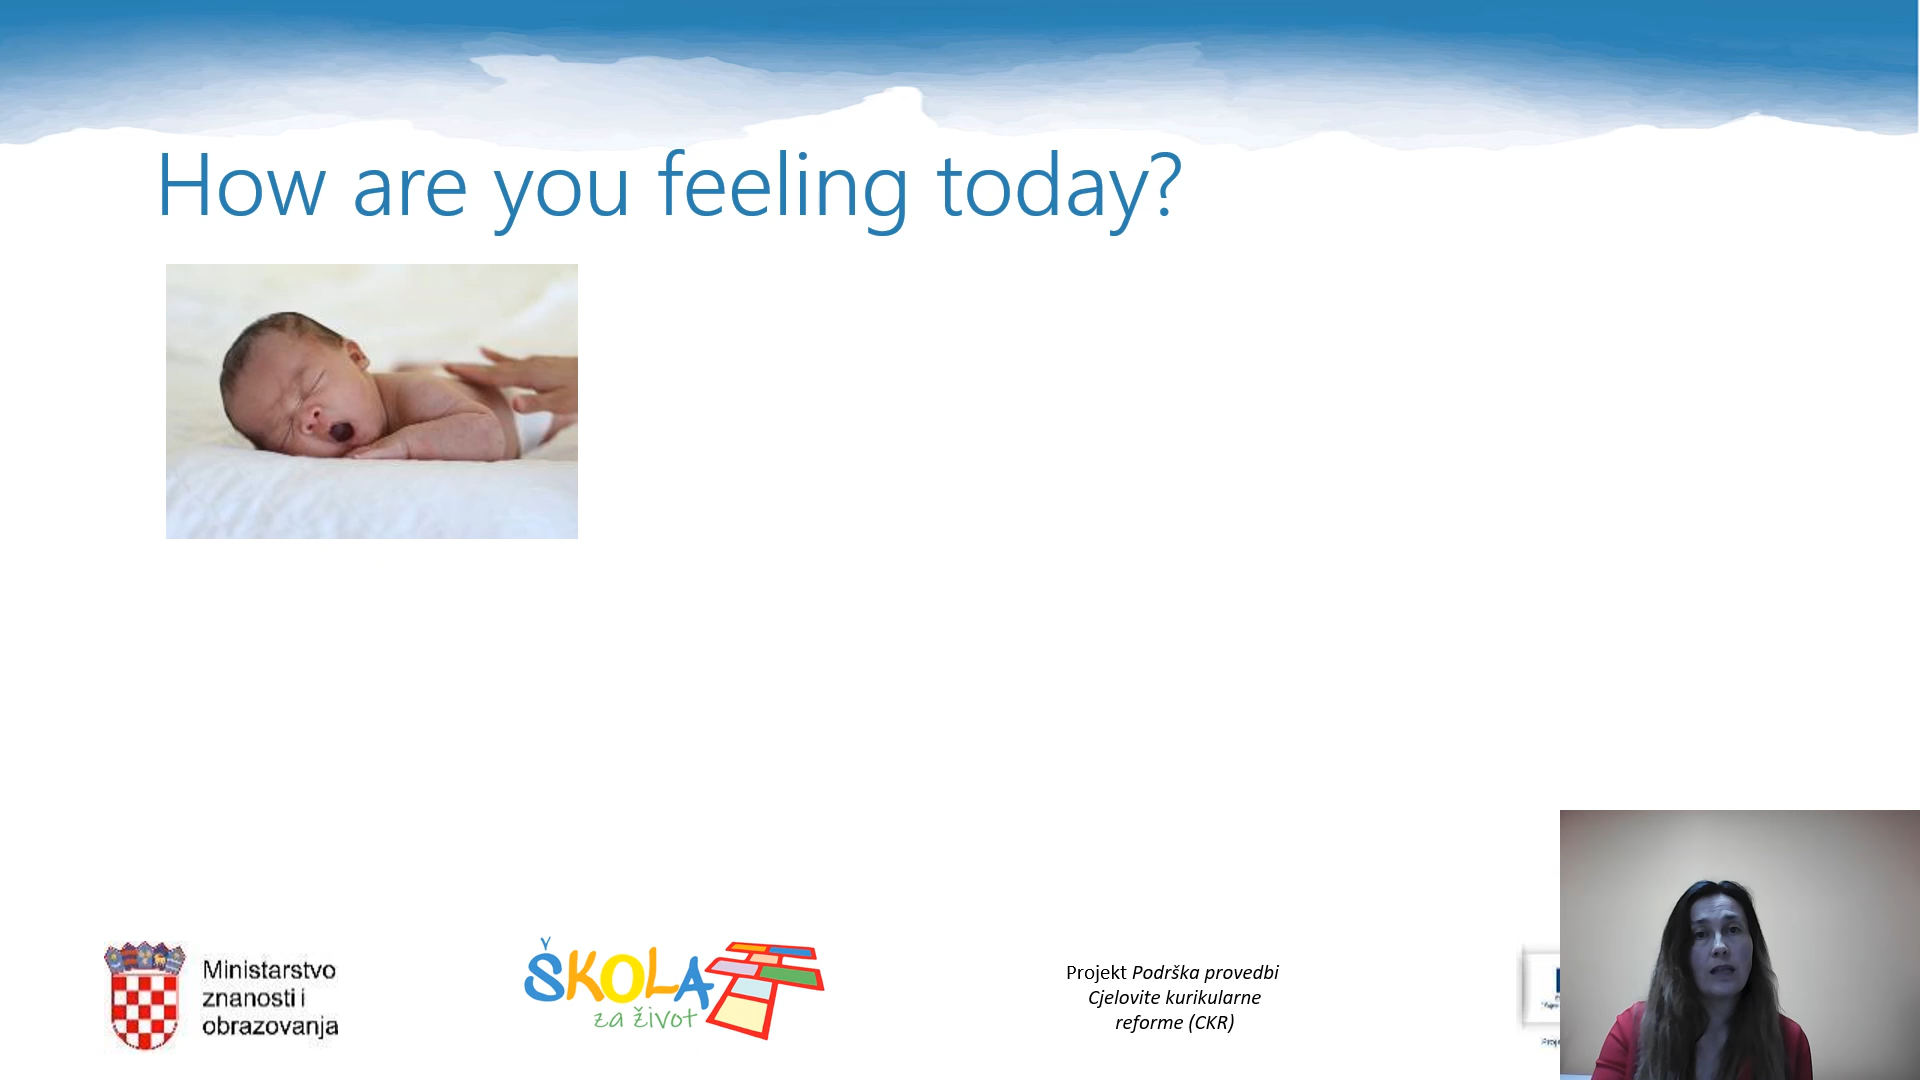 How are you feeling today?
Ministarstvo
znanosti i
obrazovanja
ŠKOLA
za život
Projekt Podrška provedbi
Cjelovite kurikularne
reforme (CKR)